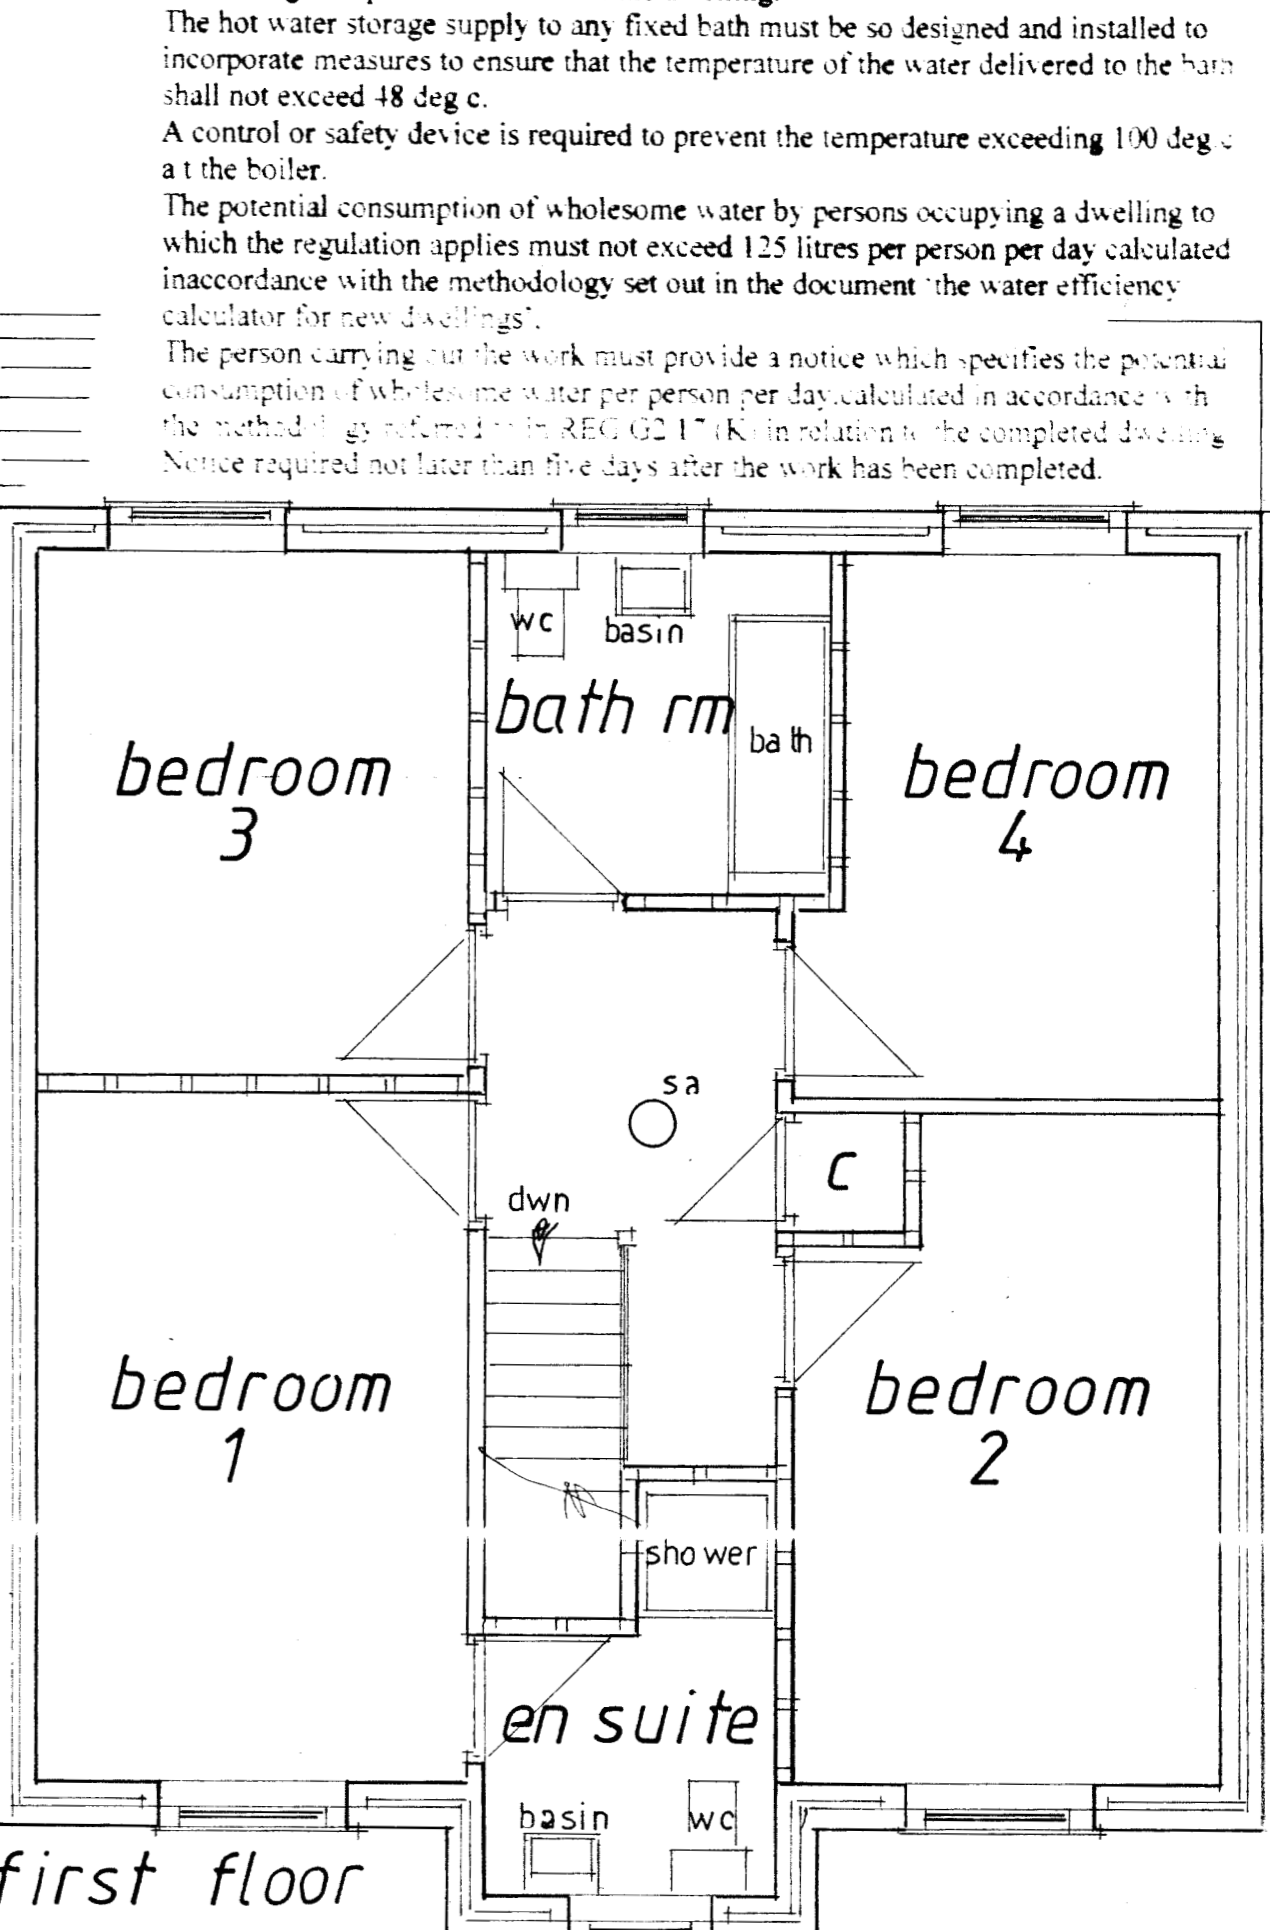 The hot water storage supply to any fixed bath must be so designed and installed to
incorporate measures to ensure that the temperature of the water delivered to the bath
shall not exceed 48 deg c.
A control or safety device is required to prevent the temperature exceeding 100 deg c
a t the boiler.
The potential consumption of wholesome water by persons occupying a dwelling to
which the regulation applies must not exceed 125 litres per person per day calculated
inaccordance with the methodology set out in the document 'the water efficiency
calculator for new dwellings'.
The person carrying out the work must provide a notice which specifies the potential
consumption of wholesome water per person per day.calculated in accordance with
the methodology referred to in REG G2 17 (K) in relation to the completed dwelling
Notice required not later than five days after the work has been completed.
wc
basin
bath rm
bath
bedroom
3
bedroom
4
sa
C
dwn
bedroom
1
bedroom
2
shower
en suite
basin
wc
first floor